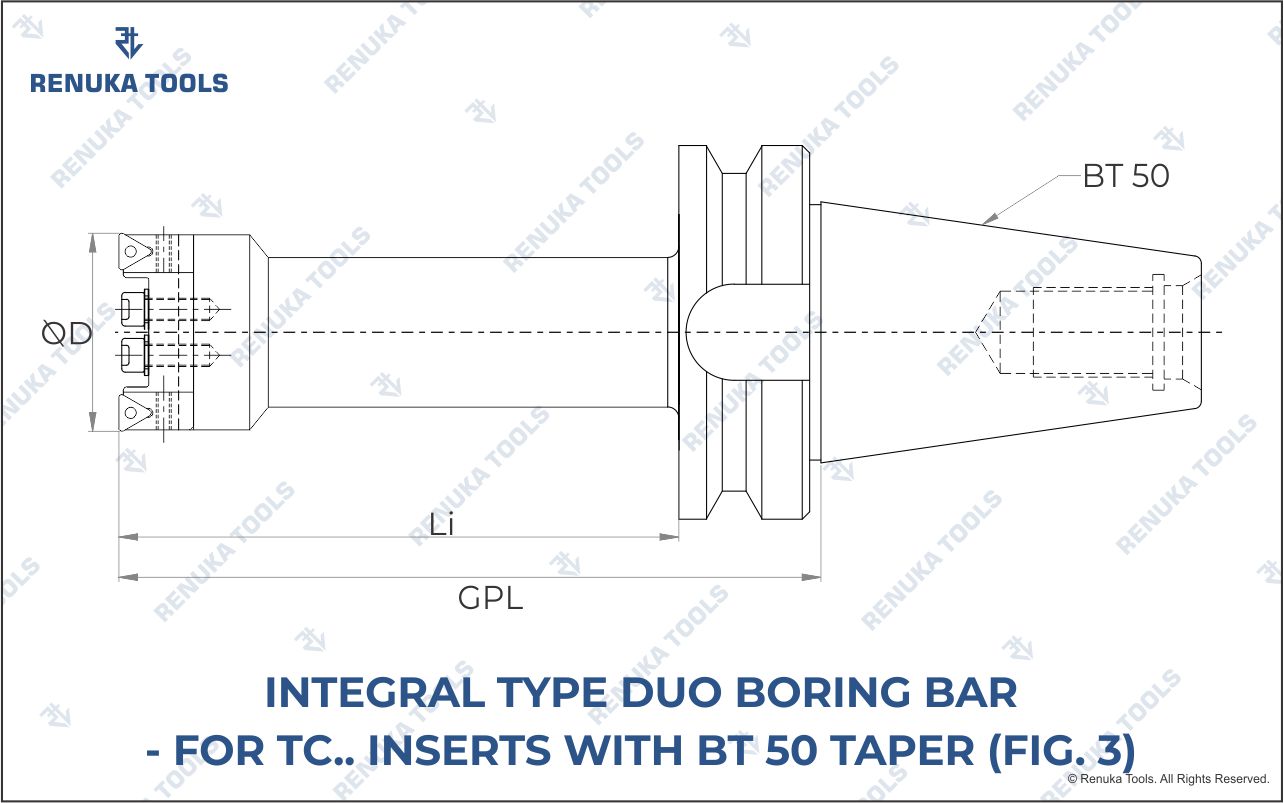 RENUKA TOOLS
BT 50
ØD
Li
GPL
INTEGRAL TYPE DUO BORING BAR
- FOR TC.. INSERTS WITH BT 50 TAPER (FIG. 3)
© Renuka Tools. All Rights Reserved.